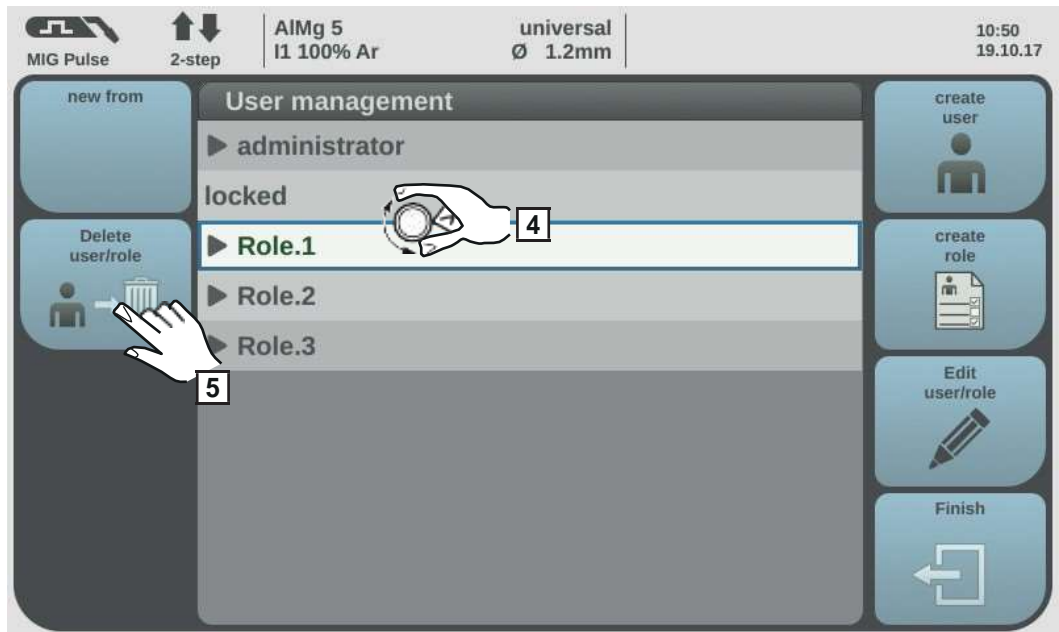 MIG Pulse
2-step
AlMg 5
I1 100% Ar
universal
Ø 1.2mm
10:50
19.10.17
new from
Delete
user/role
User management
administrator
locked
Role.1
Role.2
Role.3
4
5
create
user
create
role
Edit
user/role
Finish